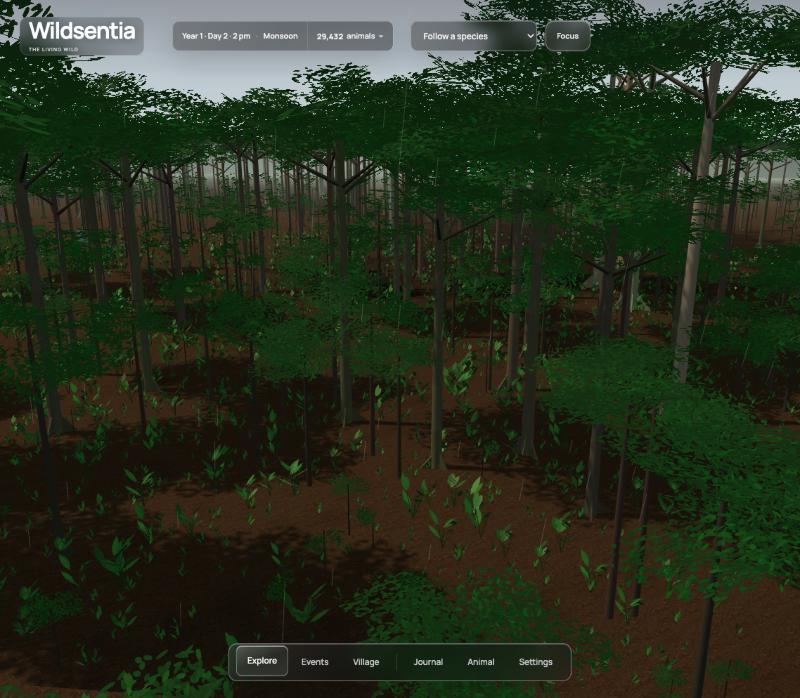 Wildsentia
THE LIVING WILD
Year 1 · Day 2 · 2 pm · Monsoon
29,432 animals
Follow a species
Focus
Explore
Events
Village
Journal
Animal
Settings